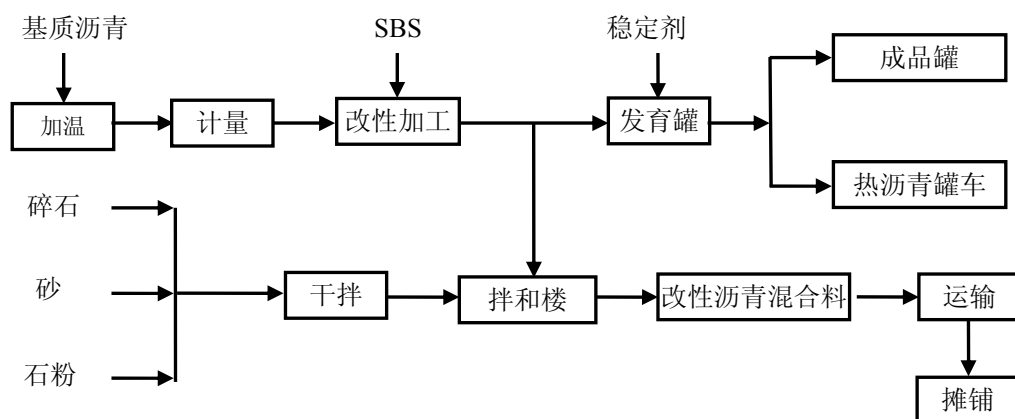 基质沥青
SBS
稳定剂
成品罐
加温
计量
改性加工
发育罐
热沥青罐车
碎石
砂
干拌
拌和楼
改性沥青混合料
运输
石粉
摊铺